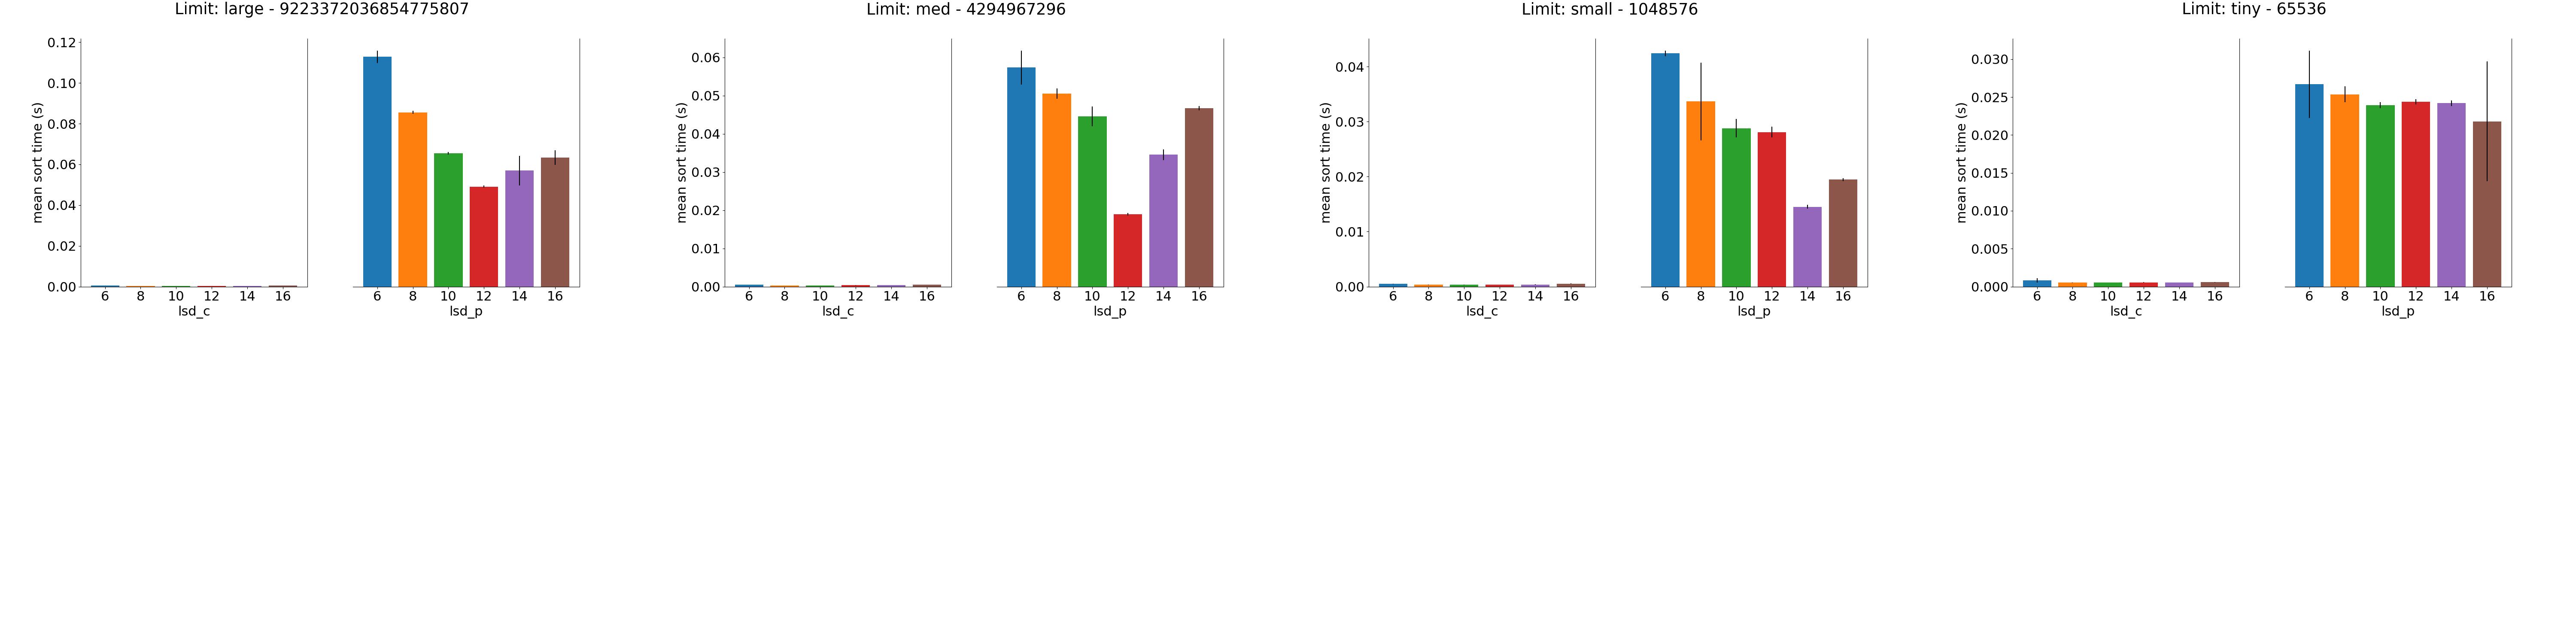 Limit: large - 9223372036854775807
mean sort time (s)
0.12
0.10
0.08
0.06
0.04
0.02
0.00
6 8 10 12 14 16
lsd_c
6 8 10 12 14 16
lsd_p
Limit: med - 4294967296
mean sort time (s)
0.06
0.05
0.04
0.03
0.02
0.01
0.00
6 8 10 12 14 16
lsd_c
6 8 10 12 14 16
lsd_p
Limit: small - 1048576
mean sort time (s)
0.04
0.03
0.02
0.01
0.00
6 8 10 12 14 16
lsd_c
6 8 10 12 14 16
lsd_p
Limit: tiny - 65536
mean sort time (s)
0.030
0.025
0.020
0.015
0.010
0.005
0.000
6 8 10 12 14 16
lsd_c
6 8 10 12 14 16
lsd_p